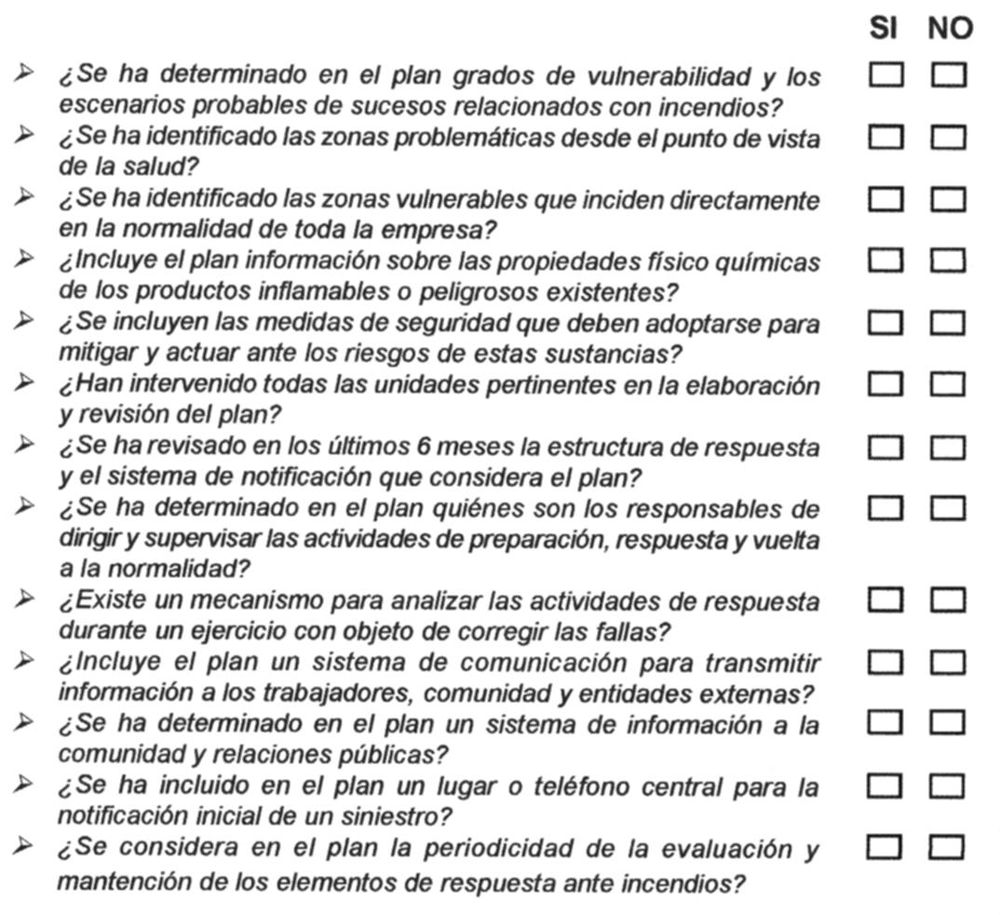 SI NO
¿Se ha determinado en el plan grados de vulnerabilidad y los
escenarios probables de sucesos relacionados con incendios?
¿Se ha identificado las zonas problemáticas desde el punto de vista
de la salud?
¿Se ha identificado las zonas vulnerables que inciden directamente
en la normalidad de toda la empresa?
¿Incluye el plan información sobre las propiedades físico químicas
de los productos inflamables o peligrosos existentes?
¿Se incluyen las medidas de seguridad que deben adoptarse para
mitigar y actuar ante los riesgos de estas sustancias?
¿Han intervenido todas las unidades pertinentes en la elaboración
y revisión del plan?
¿Se ha revisado en los últimos 6 meses la estructura de respuesta
y el sistema de notificación que considera el plan?
¿Se ha determinado en el plan quiénes son los responsables de
dirigir y supervisar las actividades de preparación, respuesta y vuelta
a la normalidad?
¿Existe un mecanismo para analizar las actividades de respuesta
durante un ejercicio con objeto de corregir las fallas?
¿Incluye el plan un sistema de comunicación para transmitir
información a los trabajadores, comunidad y entidades externas?
¿Se ha determinado en el plan un sistema de información a la
comunidad y relaciones públicas?
¿Se ha incluido en el plan un lugar o teléfono central para la
notificación inicial de un siniestro?
¿Se considera en el plan la periodicidad de la evaluación y
mantención de los elementos de respuesta ante incendios?